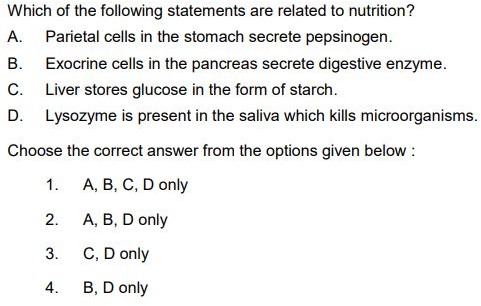 Which of the following statements are related to nutrition?
A. Parietal cells in the stomach secrete pepsinogen.
B. Exocrine cells in the pancreas secrete digestive enzyme.
C. Liver stores glucose in the form of starch.
D. Lysozyme is present in the saliva which kills microorganisms.
Choose the correct answer from the options given below :
1. A, B, C, D only
2. A, B, D only
3. C, D only
4. B, D only